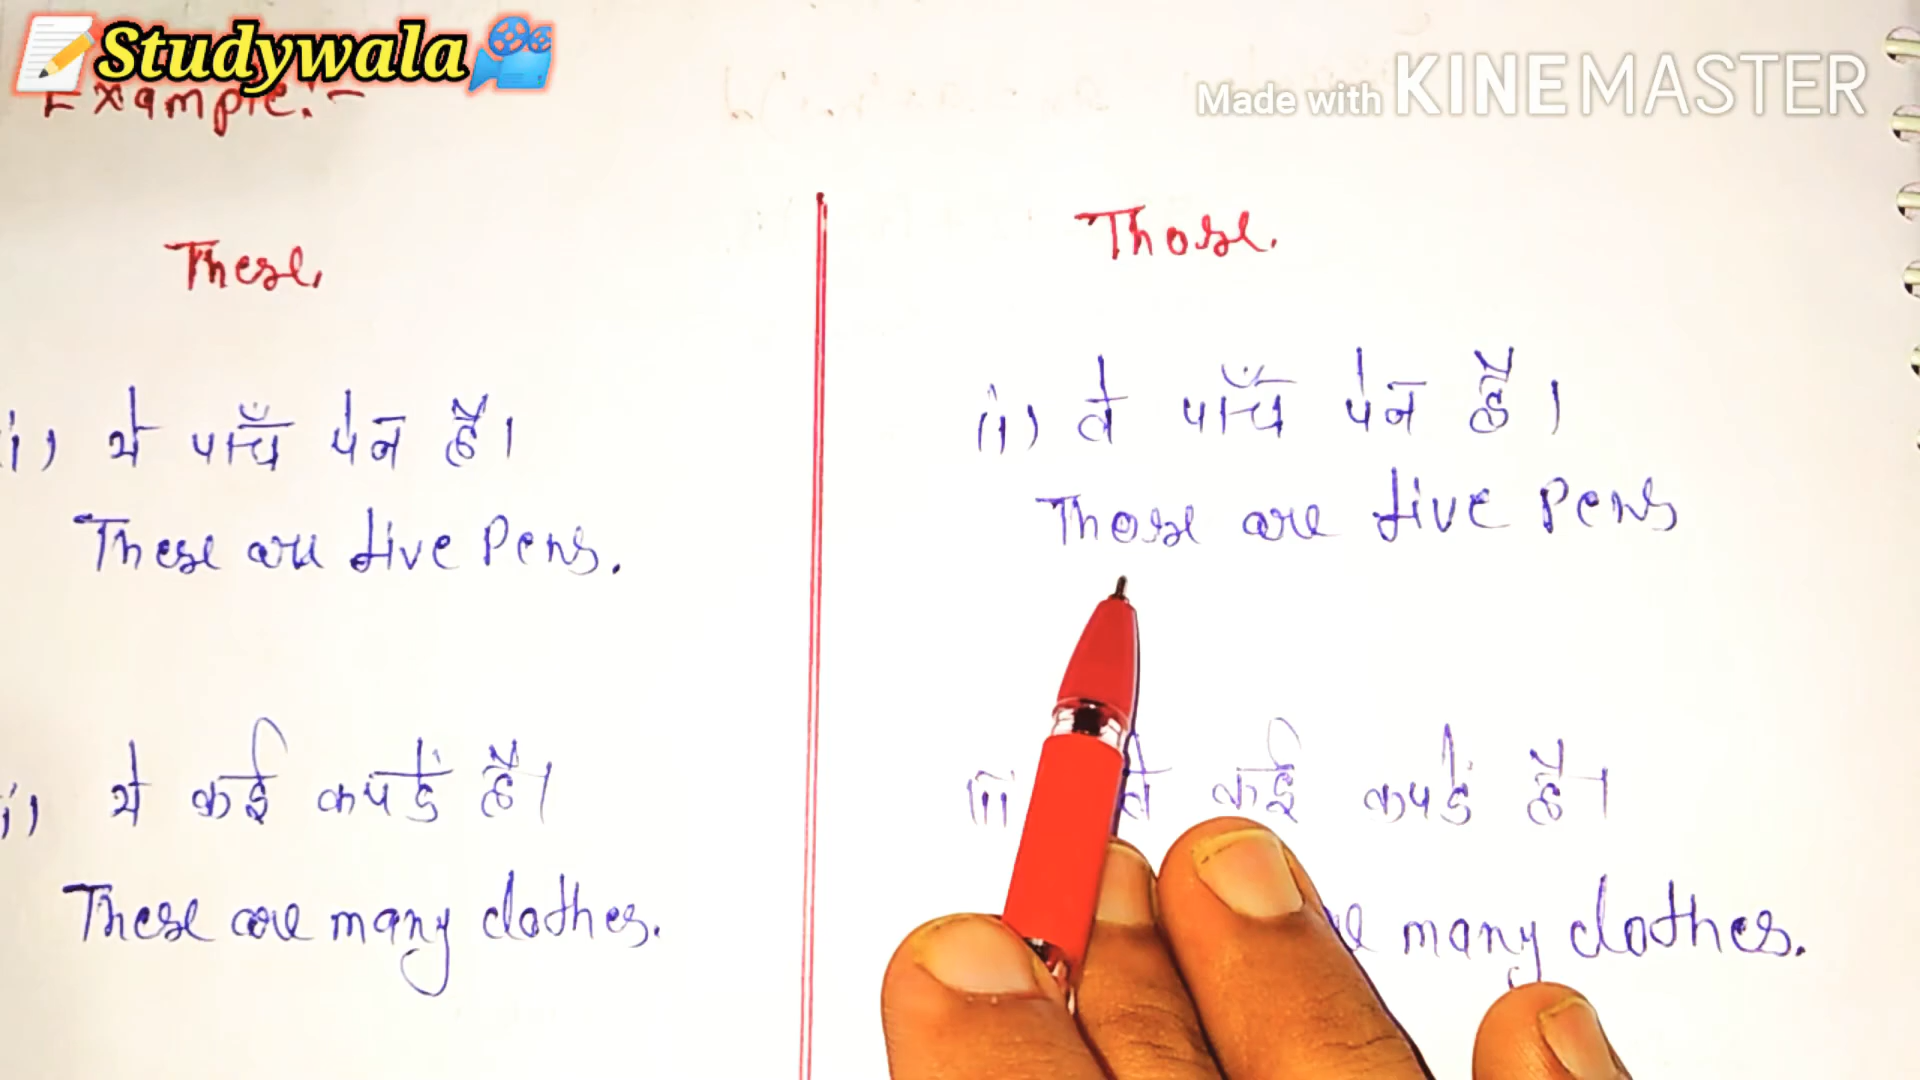 Studywala
Made with KINEMASTER
Example:-
These.
i) ये पाँच पेन हैं।
These are five Pens.
ii) ये कई कपड़े हैं।
These are many clothes.
Those.
(i) वे पाँच पेन हैं।
Those are five Pens
(ii) वे कई कपड़े हैं।
many clothes.